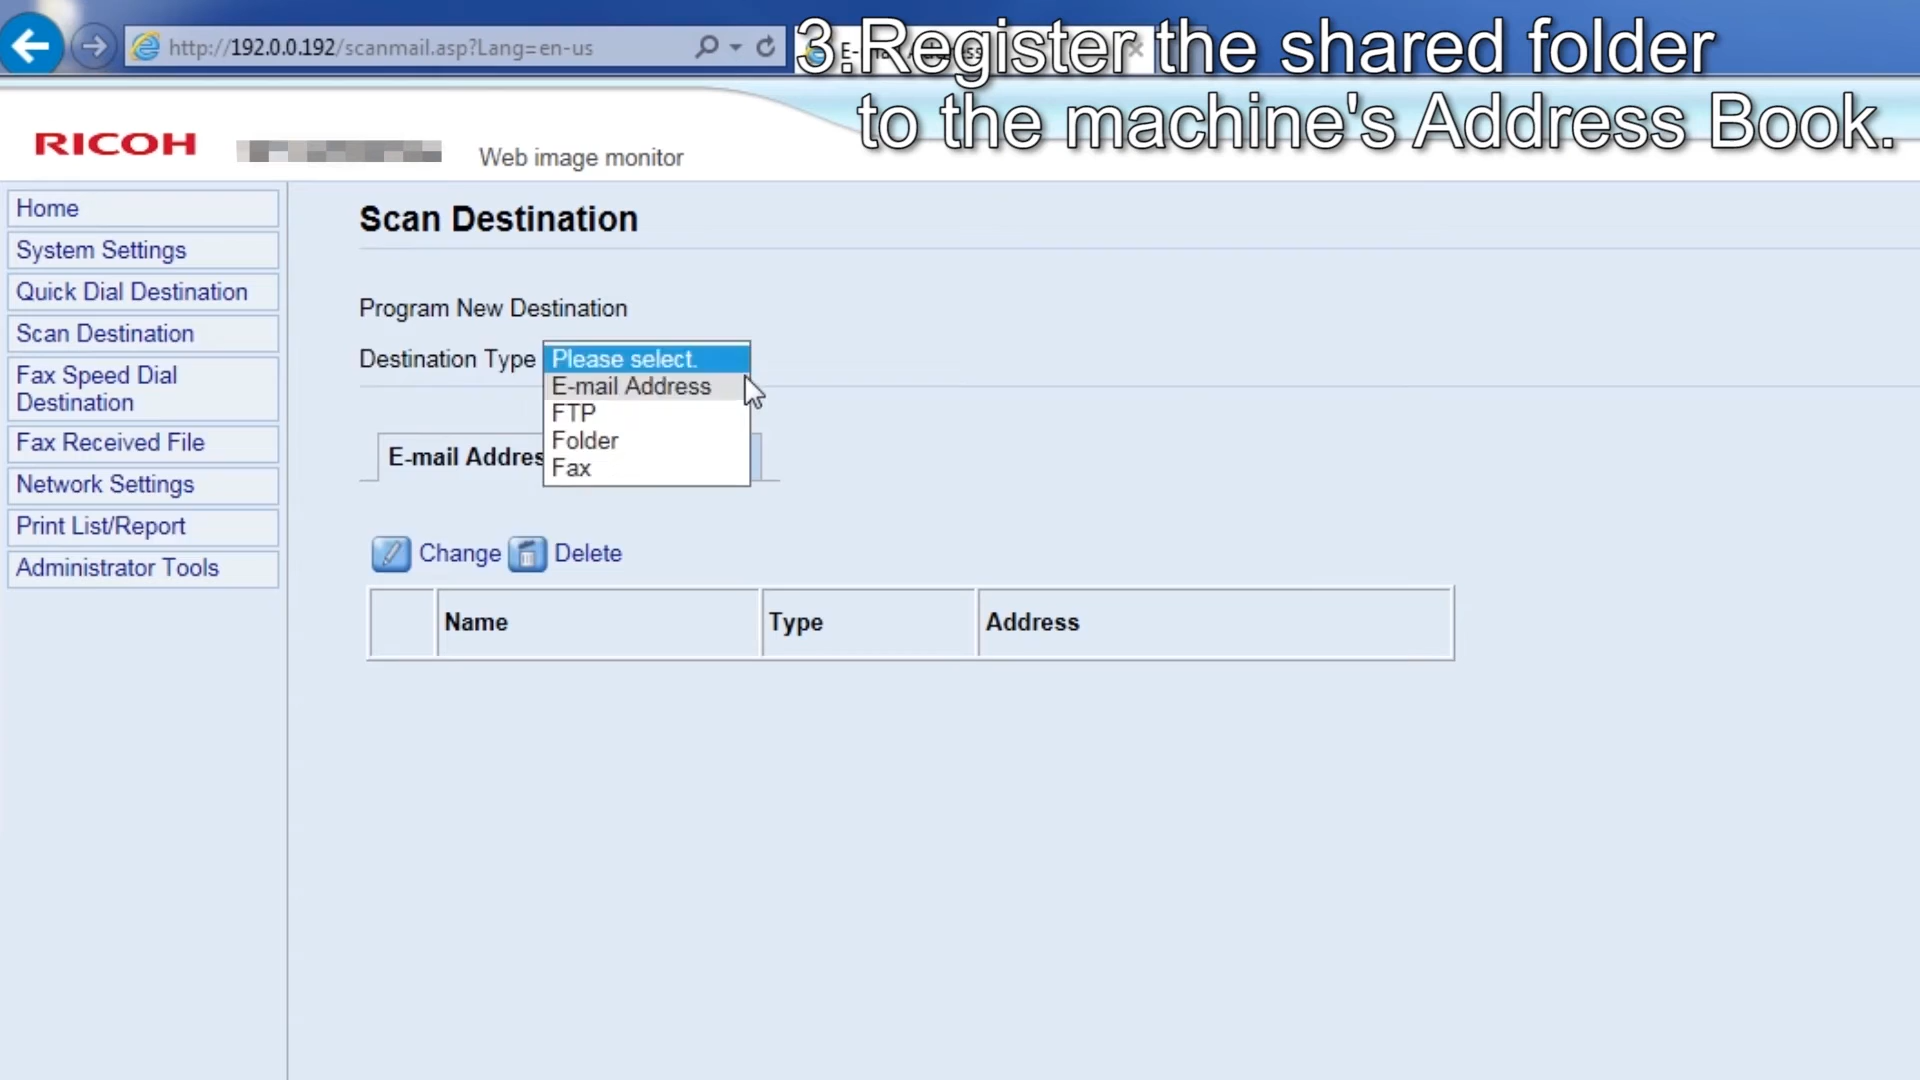 3.Register the shared folder
to the machine's Address Book.
http://192.0.0.192/scanmail.asp?Lang=en-us
RICOH
Web image monitor
Home
System Settings
Quick Dial Destination
Scan Destination
Fax Speed Dial
Destination
Fax Received File
Network Settings
Print List/Report
Administrator Tools
Scan Destination
Program New Destination
Destination Type
Please select.
E-mail Address
FTP
Folder
Fax
E-mail Addres
Change
Delete
Name
Type
Address